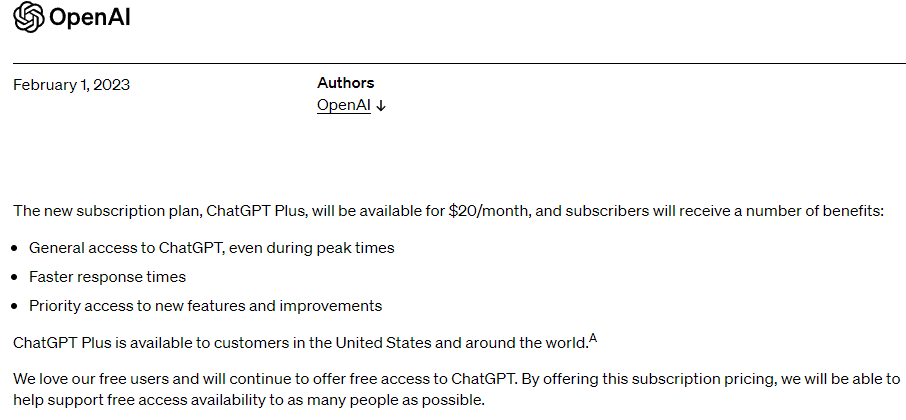 OpenAI
February 1, 2023
Authors
OpenAI ↓
The new subscription plan, ChatGPT Plus, will be available for $20/month, and subscribers will receive a number of benefits:
• General access to ChatGPT, even during peak times
• Faster response times
• Priority access to new features and improvements
ChatGPT Plus is available to customers in the United States and around the world.A
We love our free users and will continue to offer free access to ChatGPT. By offering this subscription pricing, we will be able to
help support free access availability to as many people as possible.